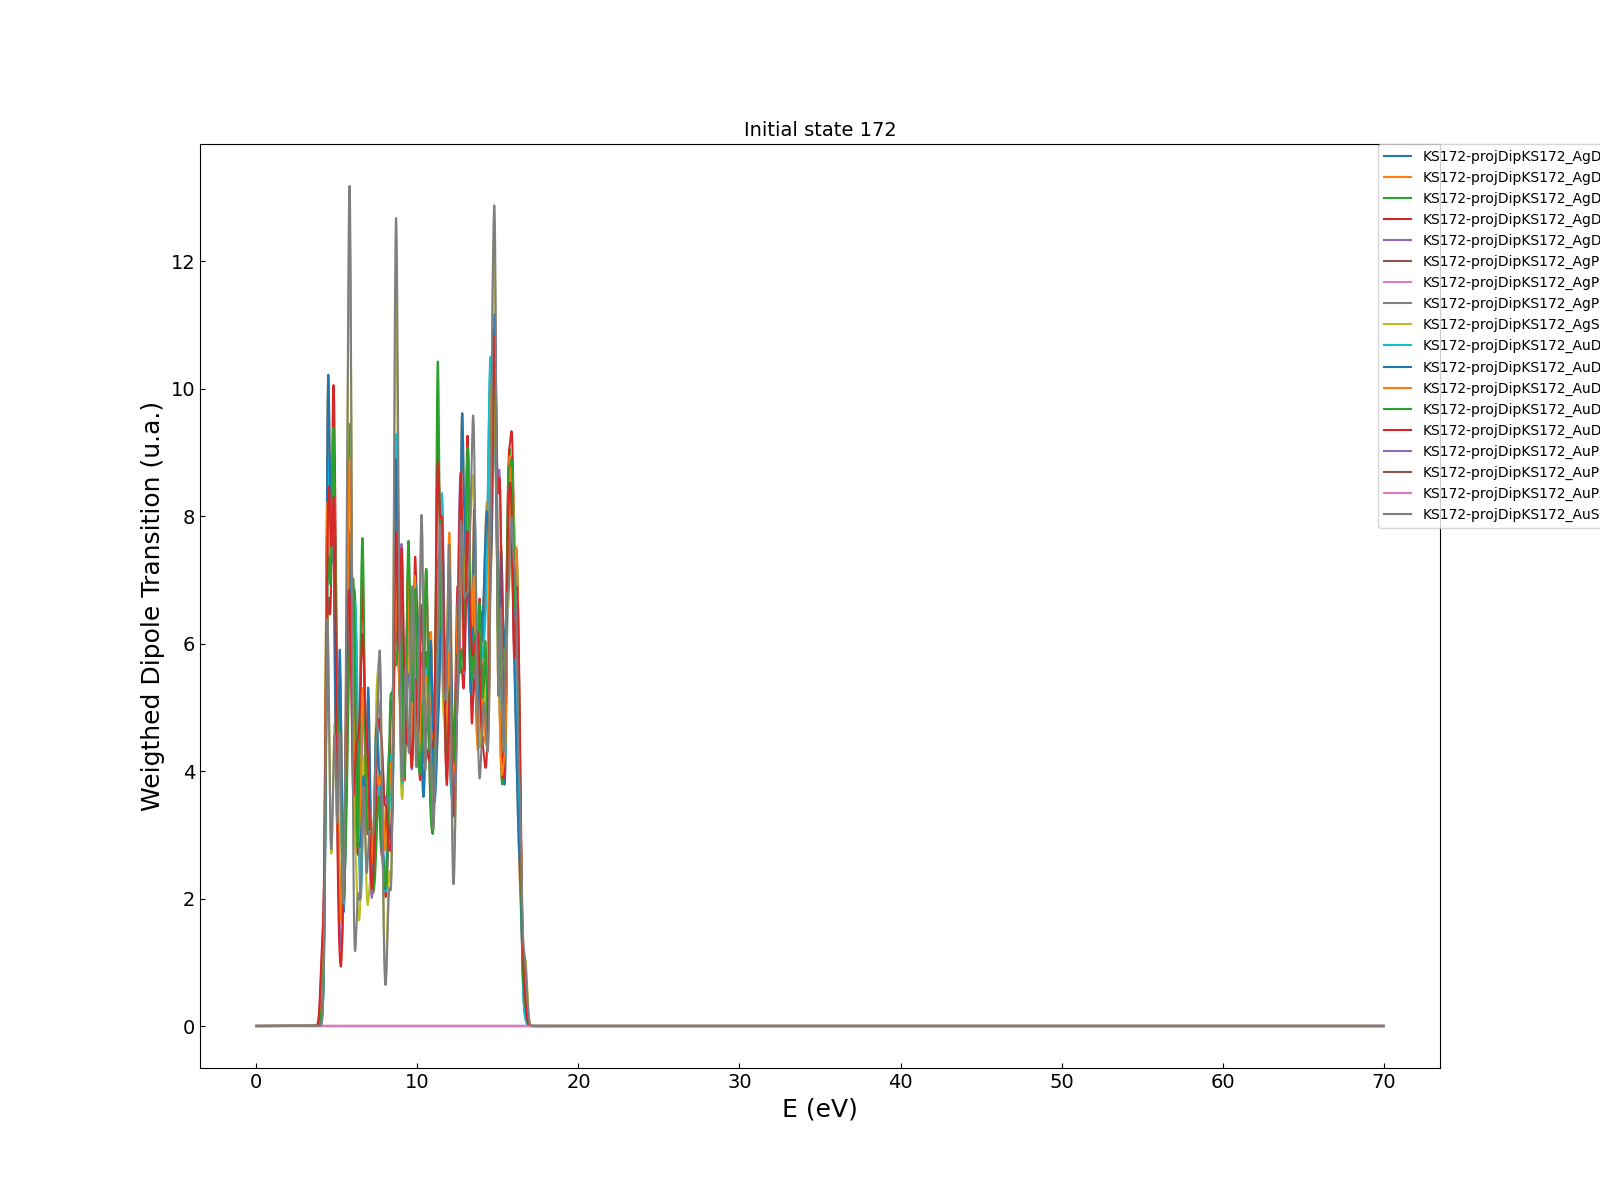 Initial state 172
Weigthed Dipole Transition (u.a.)
12
10
8
6
4
2
0
0 10 20 30 40 50 60 70
E (eV)
KS172-projDipKS172_AgD
KS172-projDipKS172_AgD
KS172-projDipKS172_AgD
KS172-projDipKS172_AgD
KS172-projDipKS172_AgD
KS172-projDipKS172_AgP
KS172-projDipKS172_AgP
KS172-projDipKS172_AgP
KS172-projDipKS172_AgS
KS172-projDipKS172_AuD
KS172-projDipKS172_AuD
KS172-projDipKS172_AuD
KS172-projDipKS172_AuD
KS172-projDipKS172_AuD
KS172-projDipKS172_AuP
KS172-projDipKS172_AuP
KS172-projDipKS172_AuP
KS172-projDipKS172_AuS